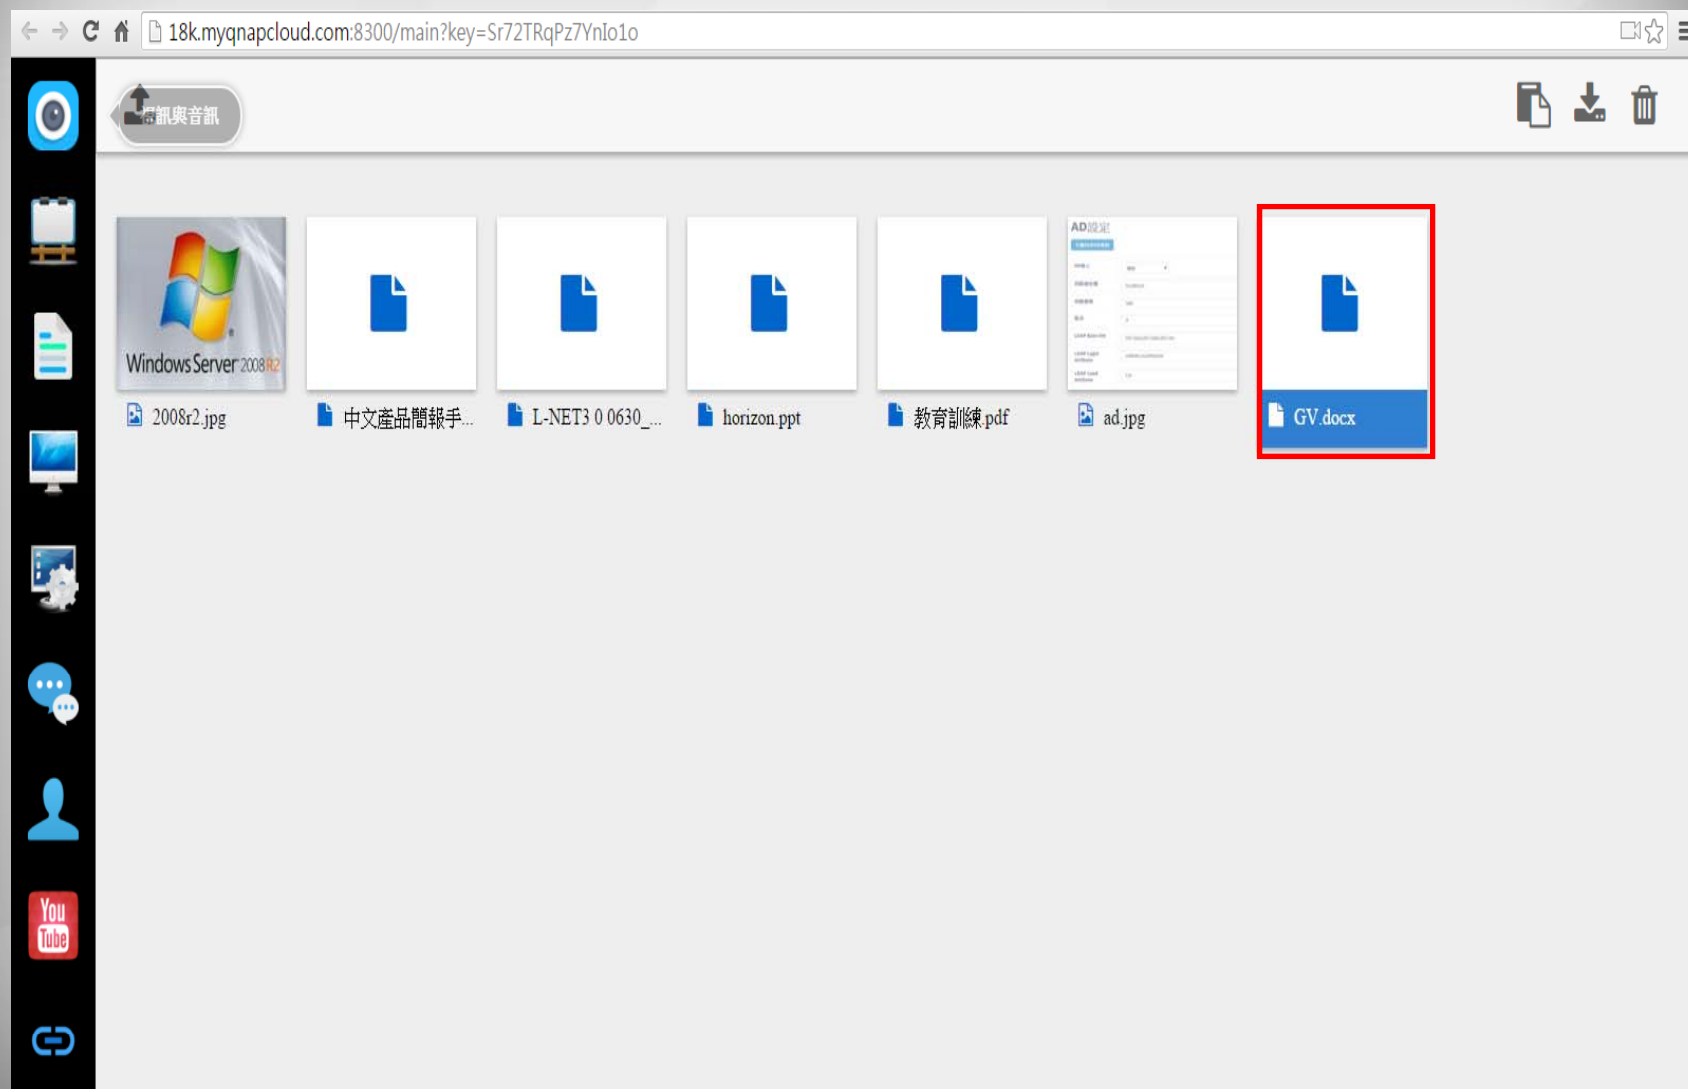 18k.myqnapcloud.com:8300/main?key=Sr72TRqPz7YnIo1o
視訊與音訊
Windows Server 2008 R2
AD設定
2008r2.jpg
中文產品簡報手...
L-NET3 0 0630_...
horizon.ppt
教育訓練.pdf
ad.jpg
GV.docx
You
Tube